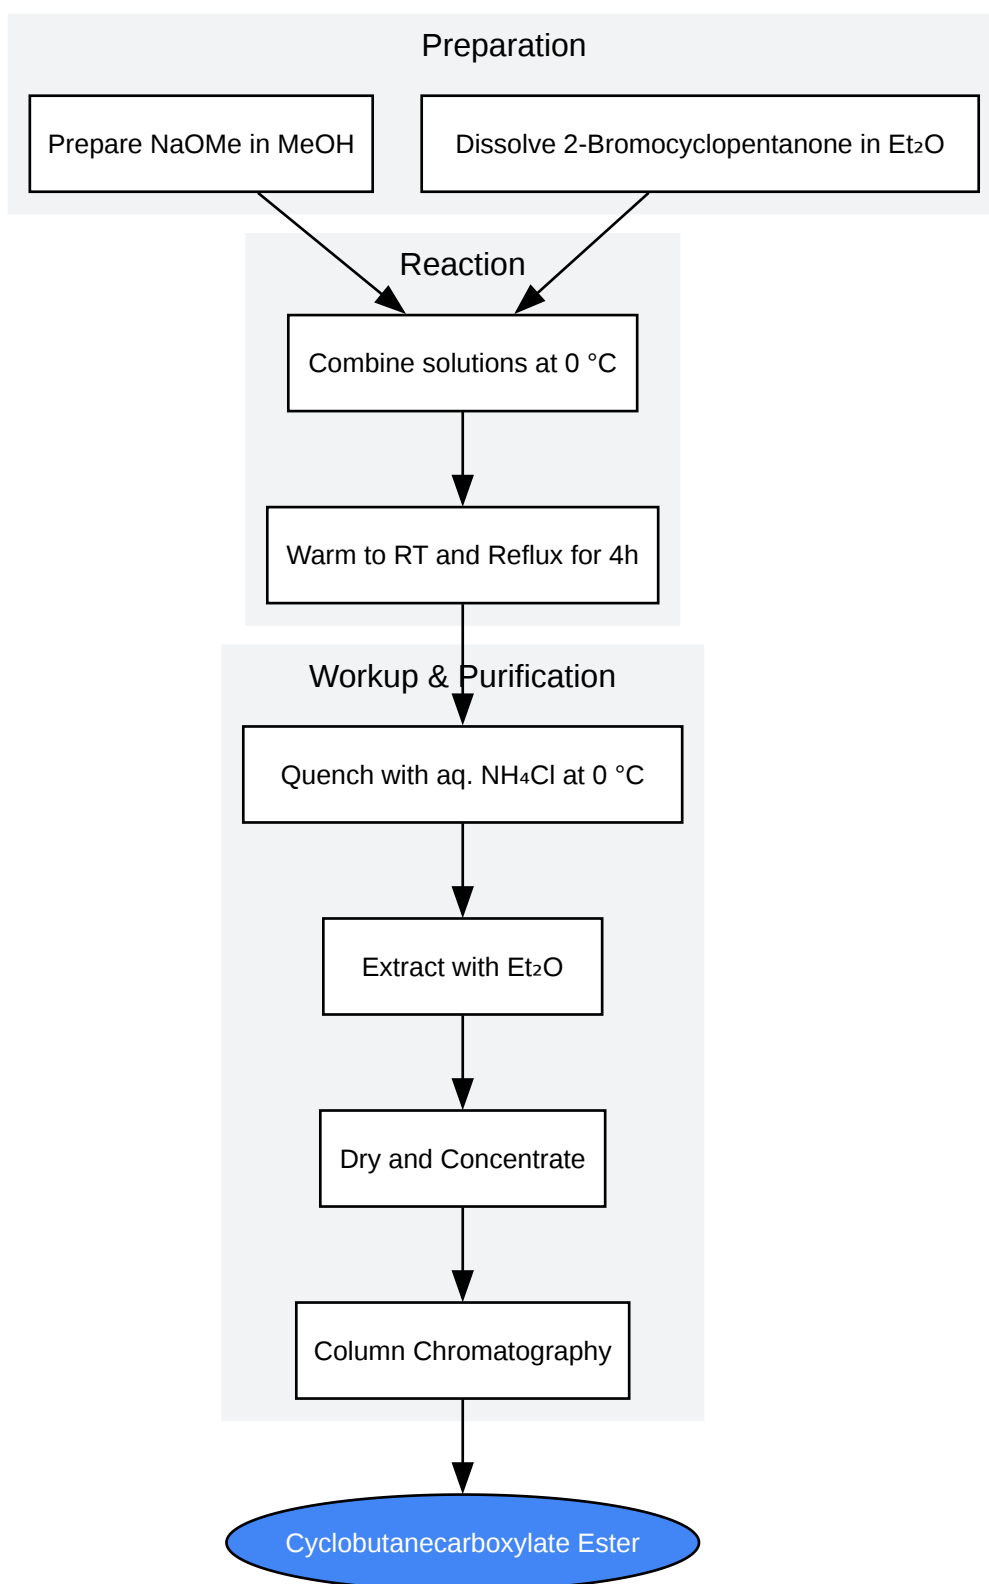 Preparation
Prepare NaOMe in MeOH
Dissolve 2-Bromocyclopentanone in Et₂O
Reaction
Combine solutions at 0 °C
Warm to RT and Reflux for 4h
Workup & Purification
Quench with aq. NH₄Cl at 0 °C
Extract with Et₂O
Dry and Concentrate
Column Chromatography
Cyclobutanecarboxylate Ester